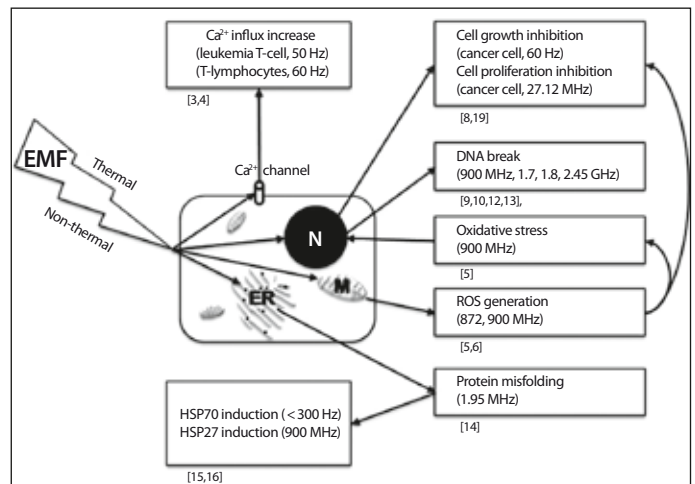 Ca²⁺ influx increase
(leukemia T-cell, 50 Hz)
(T-lymphocytes, 60 Hz)
[3,4]
Cell growth inhibition
(cancer cell, 60 Hz)
Cell proliferation inhibition
(cancer cell, 27.12 MHz)
[8,19]
EMF
Thermal
Non-thermal
Ca²⁺ channel
DNA break
(900 MHz, 1.7, 1.8, 2.45 GHz)
[9,10,12,13],
N
Oxidative stress
(900 MHz)
[5]
M
ER
ROS generation
(872, 900 MHz)
[5,6]
Protein misfolding
(1.95 MHz)
[14]
HSP70 induction (<300 Hz)
HSP27 induction (900 MHz)
[15,16]